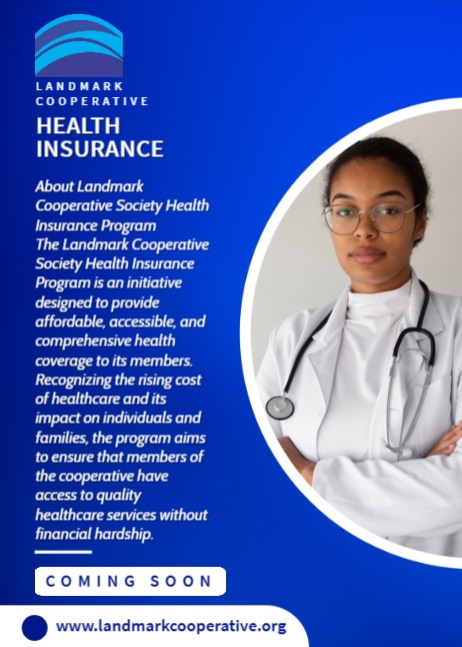 LANDMARK
COOPERATIVE
HEALTH
INSURANCE
About Landmark
Cooperative Society Health
Insurance Program
The Landmark Cooperative
Society Health Insurance
Program is an initiative
designed to provide
affordable, accessible, and
comprehensive health
coverage to its members.
Recognizing the rising cost
of healthcare and its
impact on individuals and
families, the program aims
to ensure that members of
the cooperative have
access to quality
healthcare services without
financial hardship.
COMING SOON
www.landmarkcooperative.org